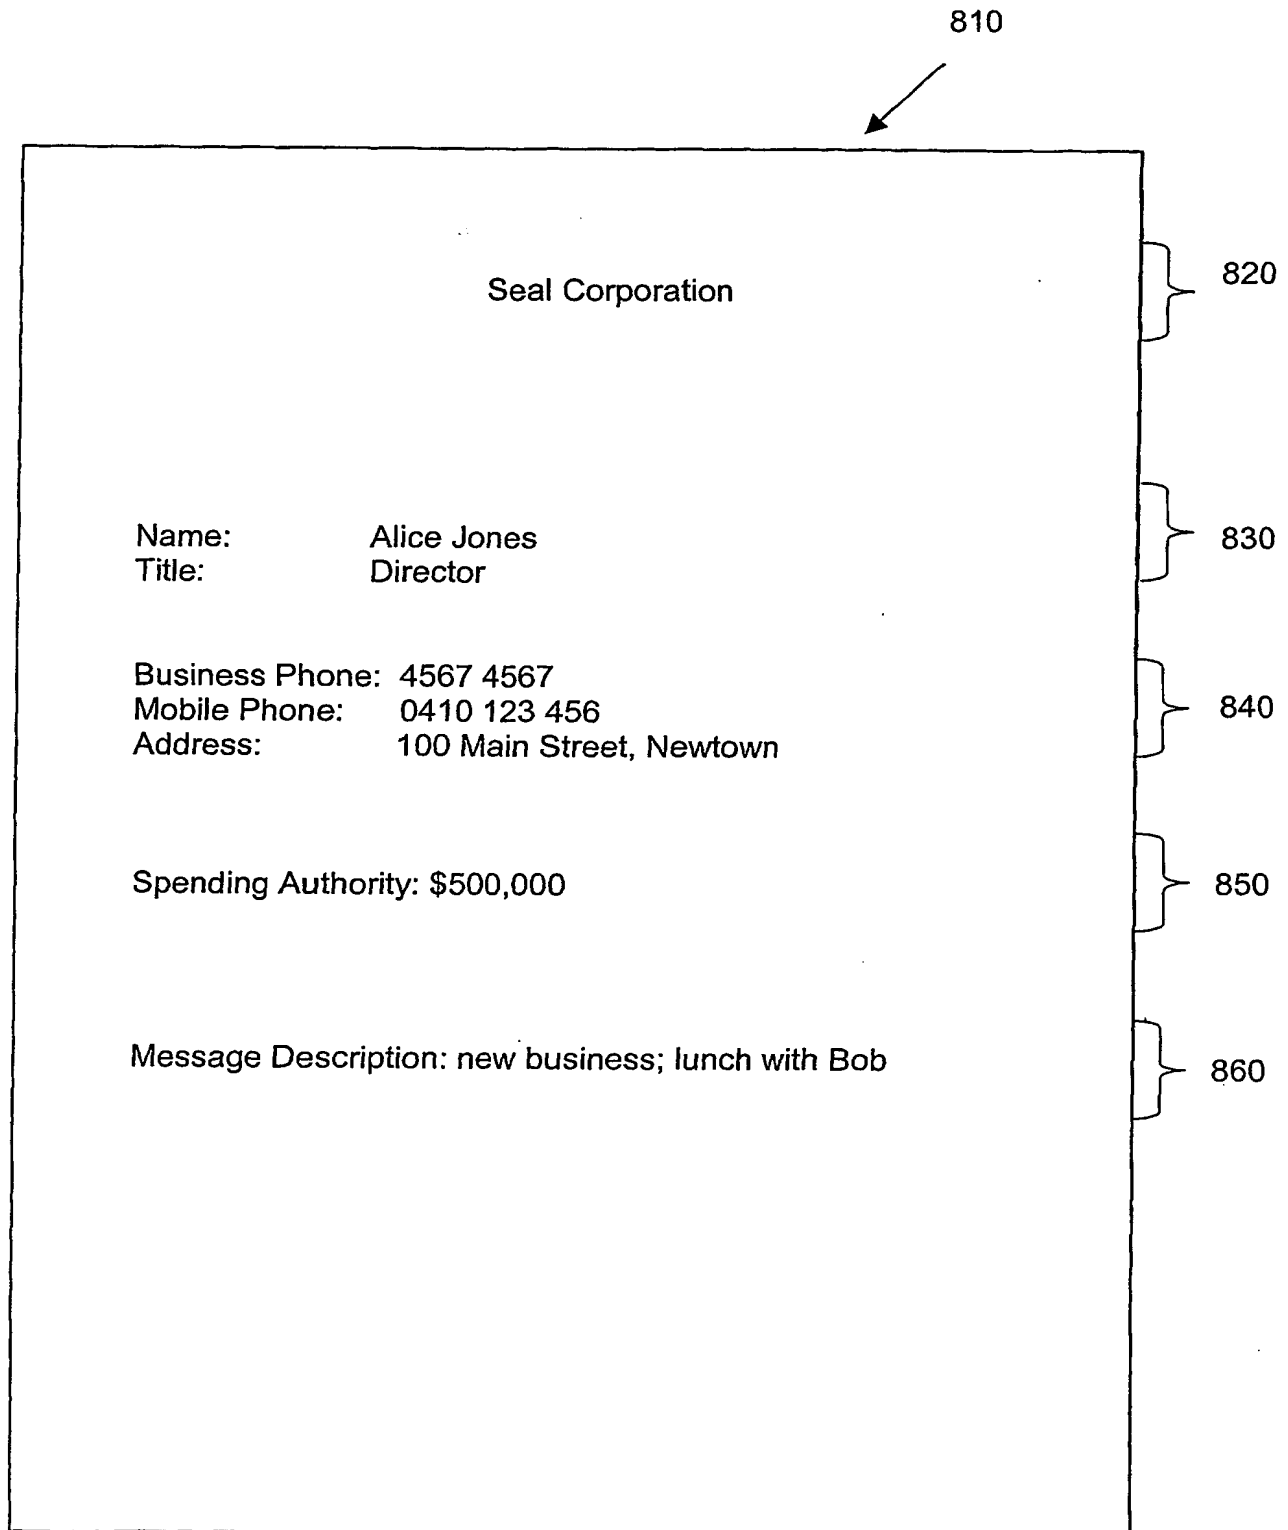 810
Seal Corporation
820
Name: Alice Jones
830
Title: Director
Business Phone: 4567 4567
Mobile Phone: 0410 123 456
840
Address: 100 Main Street, Newtown
Spending Authority: $500,000
850
Message Description: new business; lunch with Bob
860